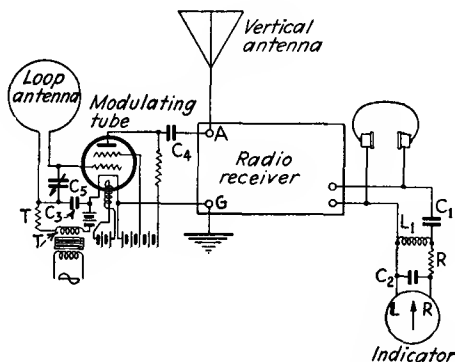 Vertical
antenna
Loop
antenna
Modulating
tube
C4
A
Radio
receiver
C5
C3
G
T
T
L1
C1
R
C2
L R
Indicator